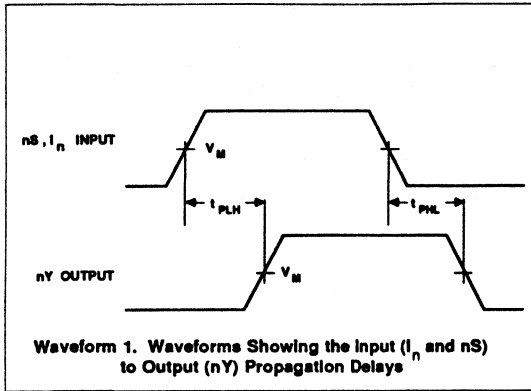 nS, In INPUT
VM
tPLH
tPHL
nY OUTPUT
VM
Waveform 1. Waveforms Showing the Input (In and nS)
to Output (nY) Propagation Delays